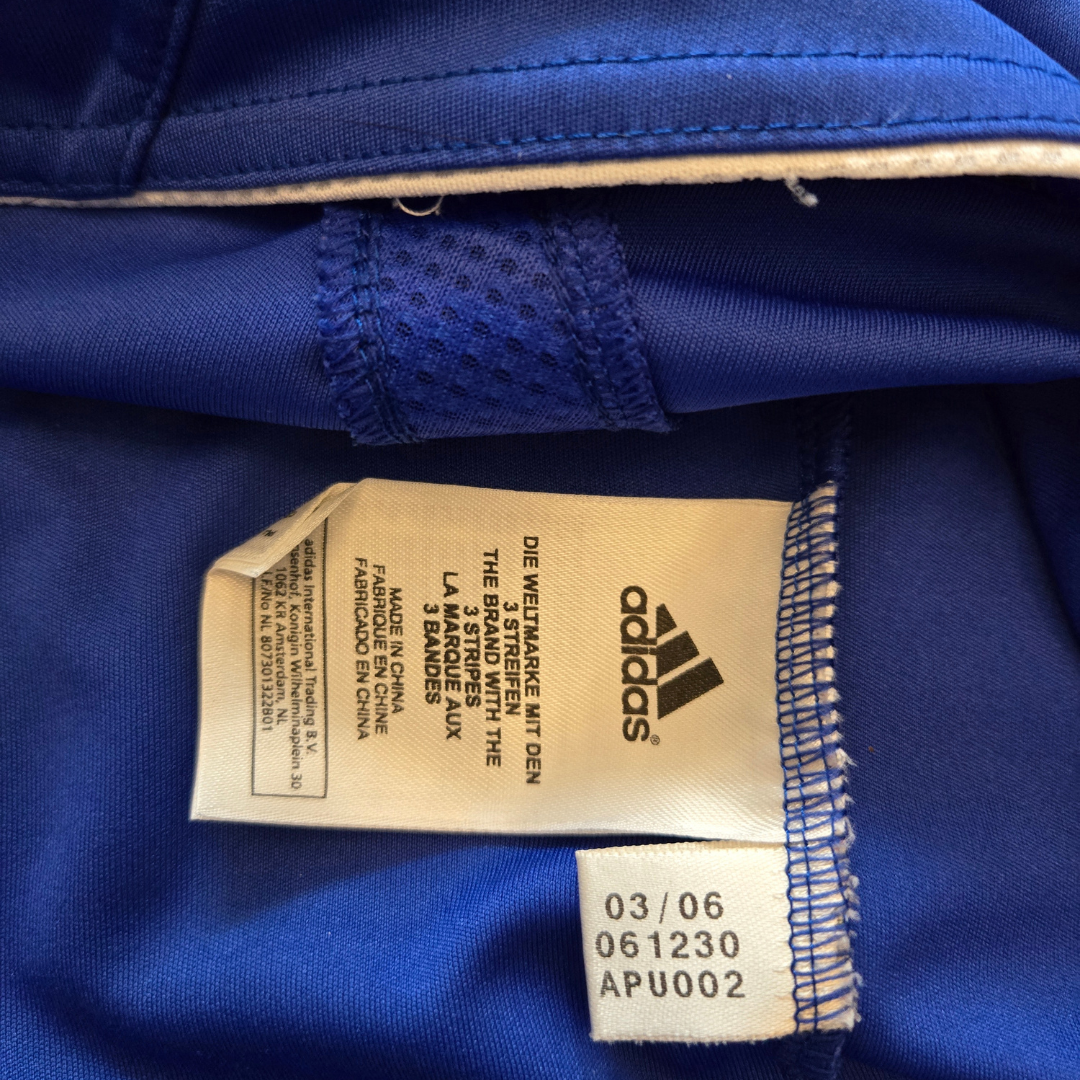 adidas®
DIE WELTMARKE MIT DEN
3 STREIFEN
THE BRAND WITH THE
3 STRIPES
LA MARQUE AUX
3 BANDES
MADE IN CHINA
FABRIQUE EN CHINE
FABRICADO EN CHINA
adidas International Trading B.V.
Konigin Wilhelminaplein 30
1062 KR Amsterdam, NL
NL 807301322B01
03/06
061230
APU002